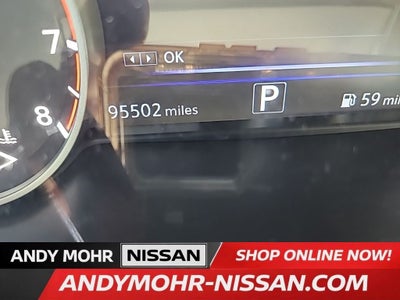 7
OK
8
95502 miles
P
59 mi
ANDY MOHR NISSAN SHOP ONLINE NOW!
ANDYMOHR-NISSAN.COM